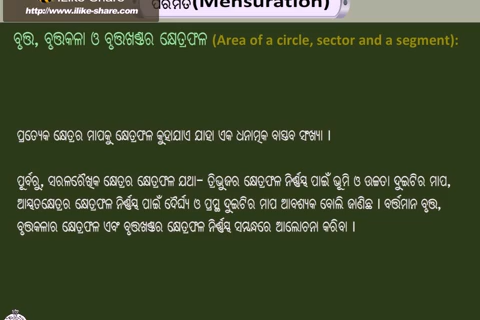 iLike Share
http://www.ilike-share.com
ପରିମିତି(Mensuration)
ବୃତ୍ତ, ବୃତ୍ତକଳା ଓ ବୃତ୍ତଖଣ୍ଡର କ୍ଷେତ୍ରଫଳ (Area of a circle, sector and a segment):
ପ୍ରତ୍ୟେକ କ୍ଷେତ୍ରର ମାପକୁ କ୍ଷେତ୍ରଫଳ କୁହାଯାଏ ଯାହା ଏକ ଧନାତ୍ମକ ବାସ୍ତବ ସଂଖ୍ୟା ।
ପୂର୍ବରୁ, ସରଳରୈଖିକ କ୍ଷେତ୍ରର କ୍ଷେତ୍ରଫଳ ଯଥା– ତ୍ରିଭୁଜର କ୍ଷେତ୍ରଫଳ ନିର୍ଣ୍ଣୟ ପାଇଁ ଭୂମି ଓ ଉଚ୍ଚତା ଦୁଇଟିର ମାପ,
ଆୟତକ୍ଷେତ୍ରର କ୍ଷେତ୍ରଫଳ ନିର୍ଣ୍ଣୟ ପାଇଁ ଦୈର୍ଘ୍ୟ ଓ ପ୍ରସ୍ଥ ଦୁଇଟିର ମାପ ଆବଶ୍ୟକ ବୋଲି ଜାଣିଛ । ବର୍ତ୍ତମାନ ବୃତ୍ତ,
ବୃତ୍ତକଳାର କ୍ଷେତ୍ରଫଳ ଏବଂ ବୃତ୍ତଖଣ୍ଡର କ୍ଷେତ୍ରଫଳ ନିର୍ଣ୍ଣୟ ସମ୍ବନ୍ଧରେ ଆଲୋଚନା କରିବା ।